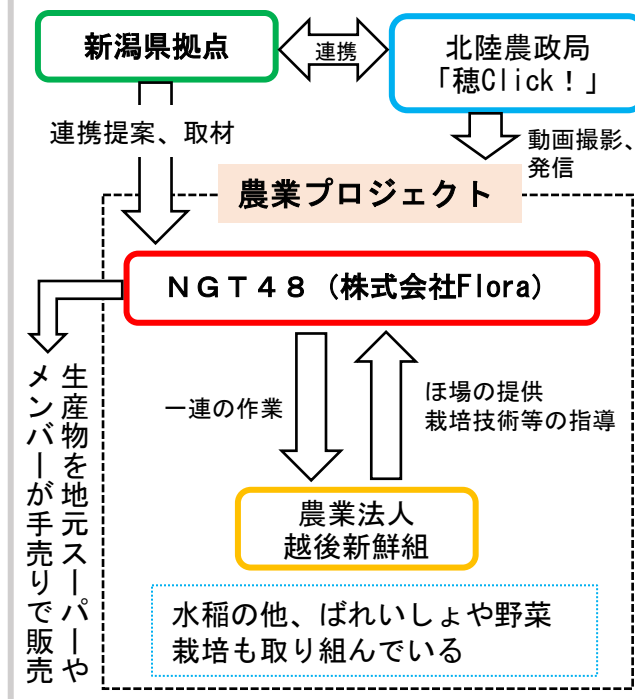 新潟県拠点
連携
北陸農政局
「穂Click！」
連携提案、取材
動画撮影、
発信
農業プロジェクト
ＮＧＴ４８（株式会社Flora）
一連の作業
ほ場の提供
栽培技術等の指導
生産物を地元スーパーや
メンバーが手売りで販売
農業法人
越後新鮮組
水稲の他、ばれいしょや野菜
栽培も取り組んでいる